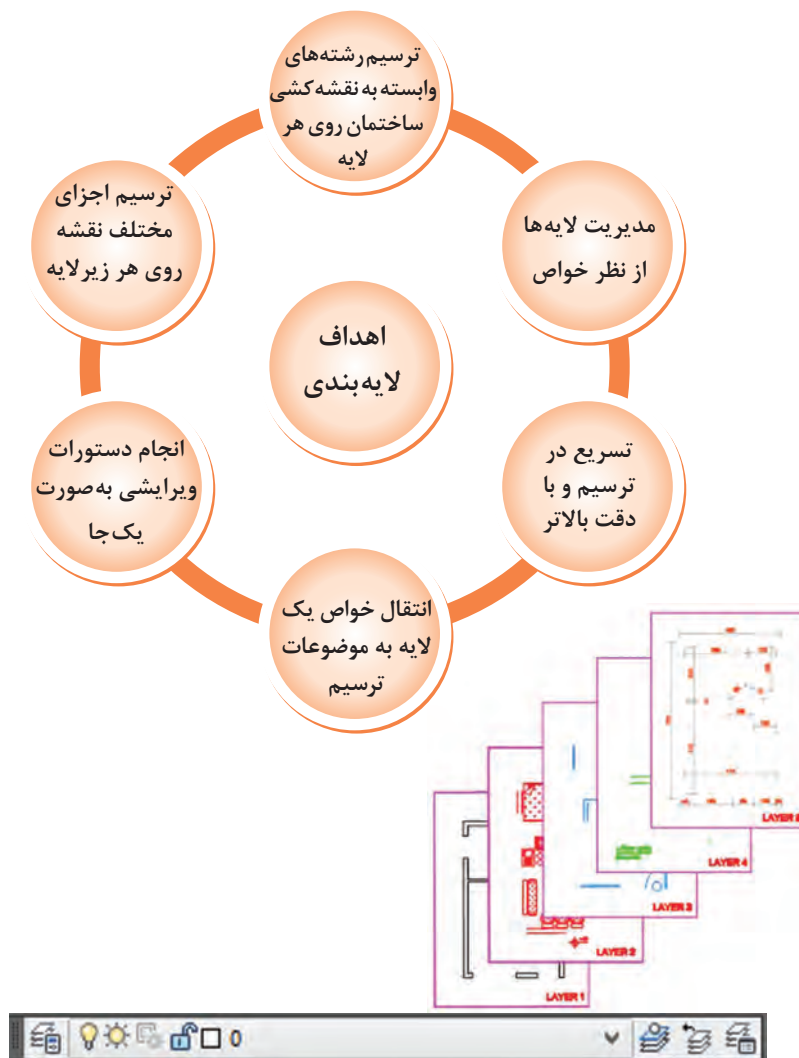 ترسیم رشته‌های
وابسته به نقشه کشی
ساختمان روی هر
لایه
مدیریت لایه‌ها
از نظر خواص
تسریع در
ترسیم و با
دقت بالاتر
انتقال خواص یک
لایه به موضوعات
ترسیم
انجام دستورات
ویرایشی به‌صورت
یک‌جا
ترسیم اجزای
مختلف نقشه
روی هر زیرلایه
اهداف
لایه‌بندی
LAYER 4
LAYER 3
LAYER 2
LAYER 1
0